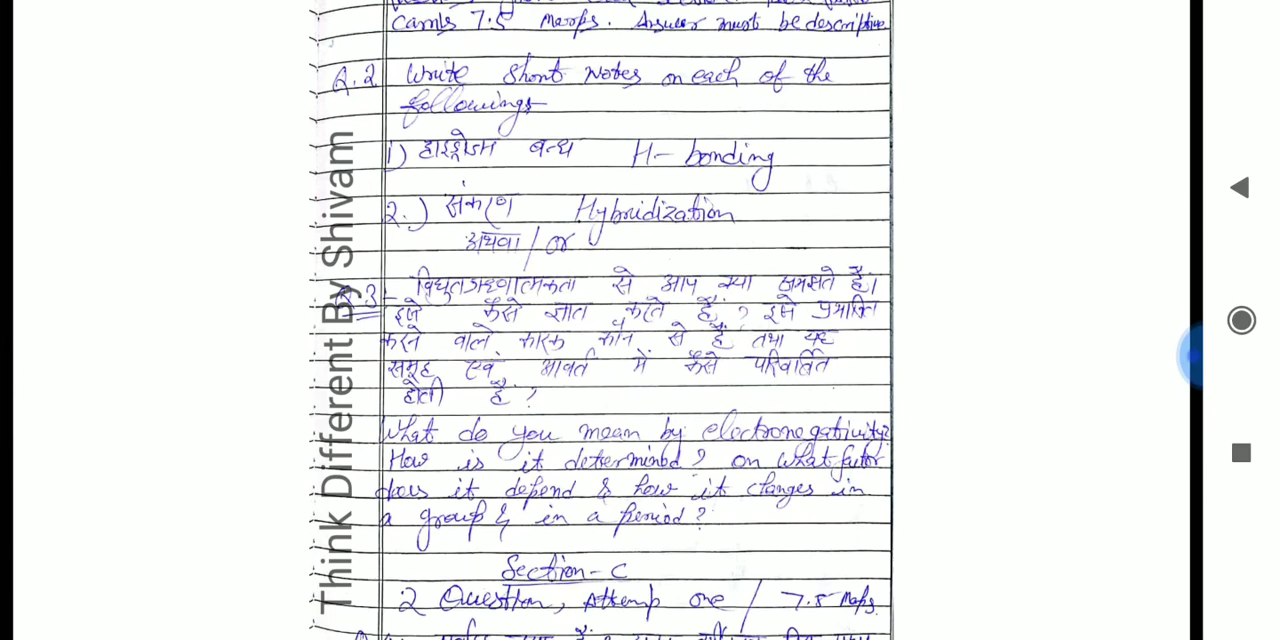 carries 7.5 Marks. Answer must be descriptive
Q.2 Write Short Notes on each of the
followings
1) हाइड्रोजन बन्ध H- bonding
2.) संकरण Hybridization
अथवा / or
Q.3 - विधुतऋणात्मकता से आप क्या समझते हैं।
इसे कैसे ज्ञात करते हैं? इसे प्रभावित
करने वाले कारक कौन से हैं तथा यह
समूह एवं आवर्त में कैसे परिवर्तित
होती हैं?
What do you mean by electronegativity?
How is it determinbd? on what factor
does it depend & how it changes in
a group & in a period?
Section-C
2 Question, Attemp one / 7.5 Marks.
Think Different By Shivam